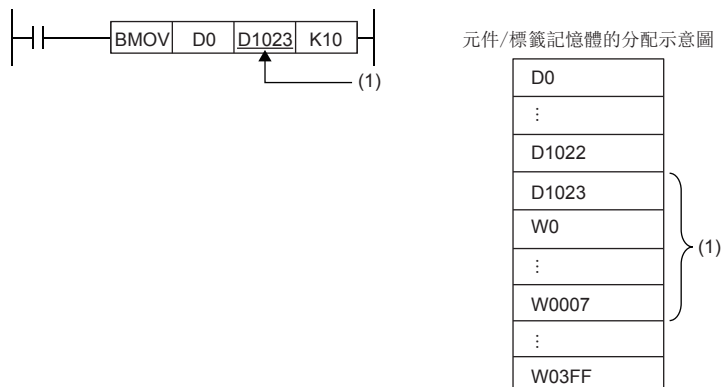 BMOV D0 D1023 K10
(1)
元件/標籤記憶體的分配示意圖
D0
⋮
D1022
D1023
W0
⋮
W0007
(1)
⋮
W03FF